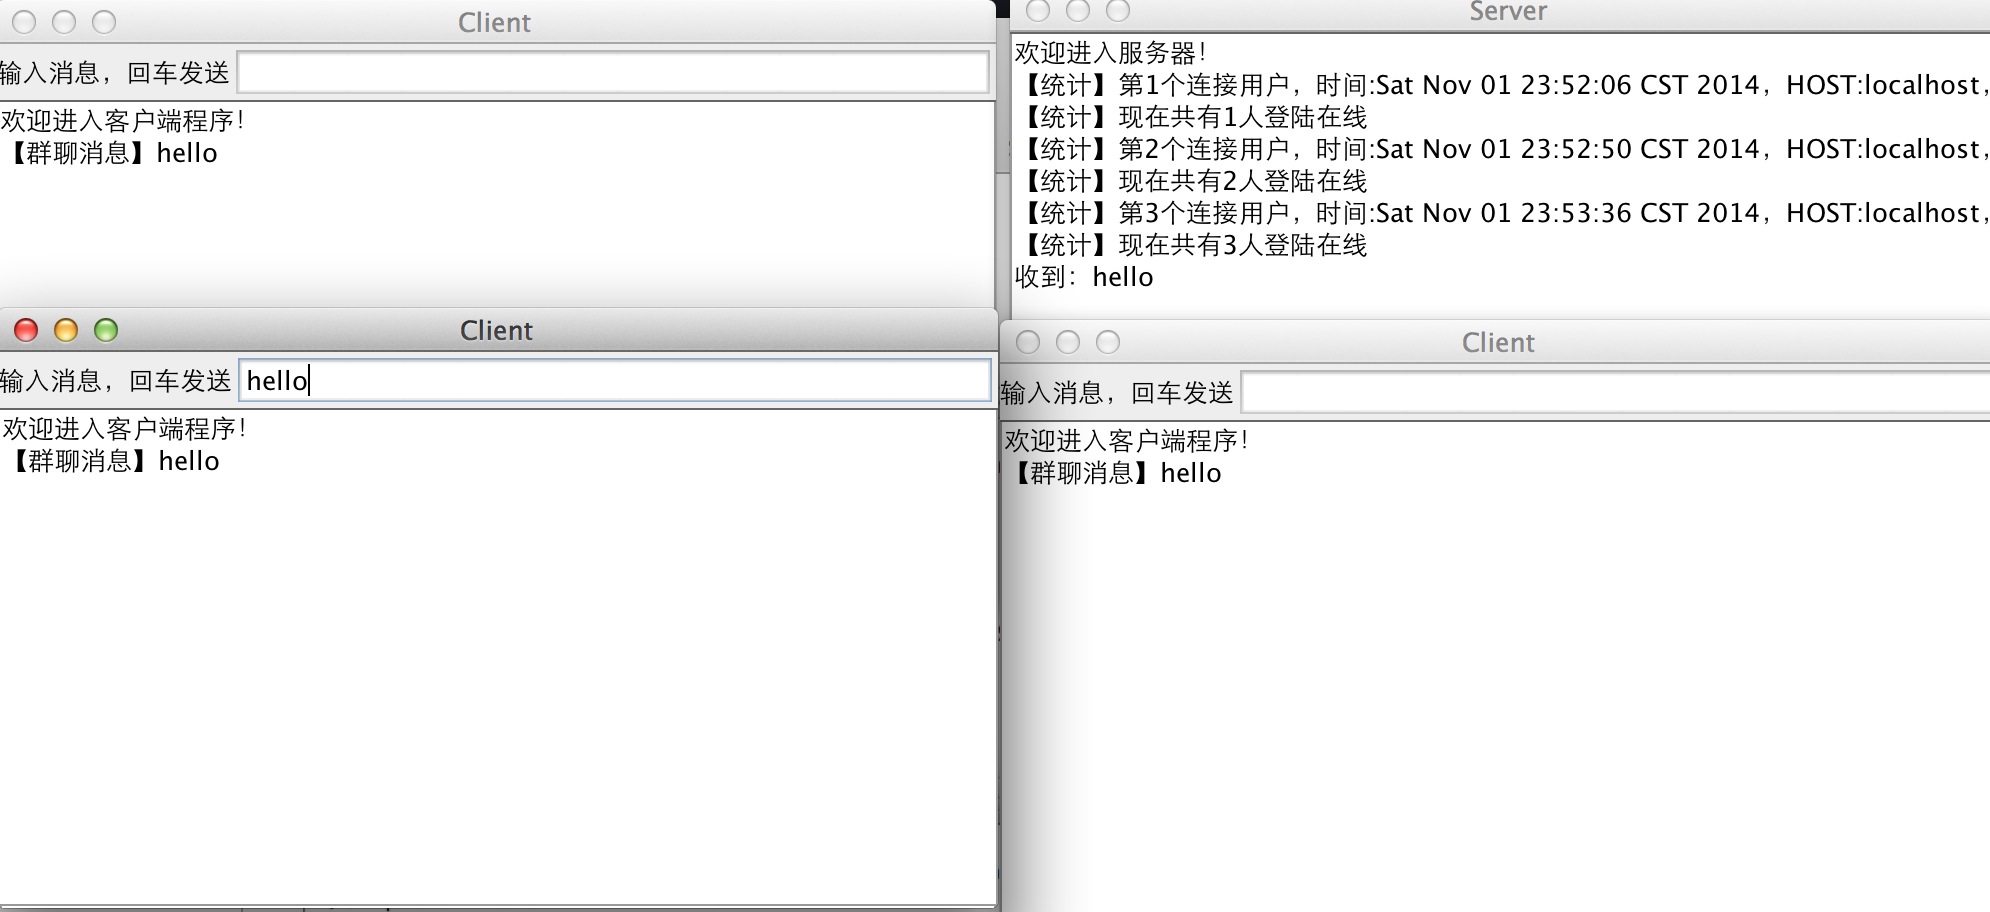 Client
输入消息，回车发送
欢迎进入客户端程序！
【群聊消息】hello
Server
欢迎进入服务器！
【统计】第1个连接用户，时间:Sat Nov 01 23:52:06 CST 2014，HOST:localhost，
【统计】现在共有1人登陆在线
【统计】第2个连接用户，时间:Sat Nov 01 23:52:50 CST 2014，HOST:localhost，
【统计】现在共有2人登陆在线
【统计】第3个连接用户，时间:Sat Nov 01 23:53:36 CST 2014，HOST:localhost，
【统计】现在共有3人登陆在线
收到：hello
Client
输入消息，回车发送 hello
欢迎进入客户端程序！
【群聊消息】hello
Client
输入消息，回车发送
欢迎进入客户端程序！
【群聊消息】hello